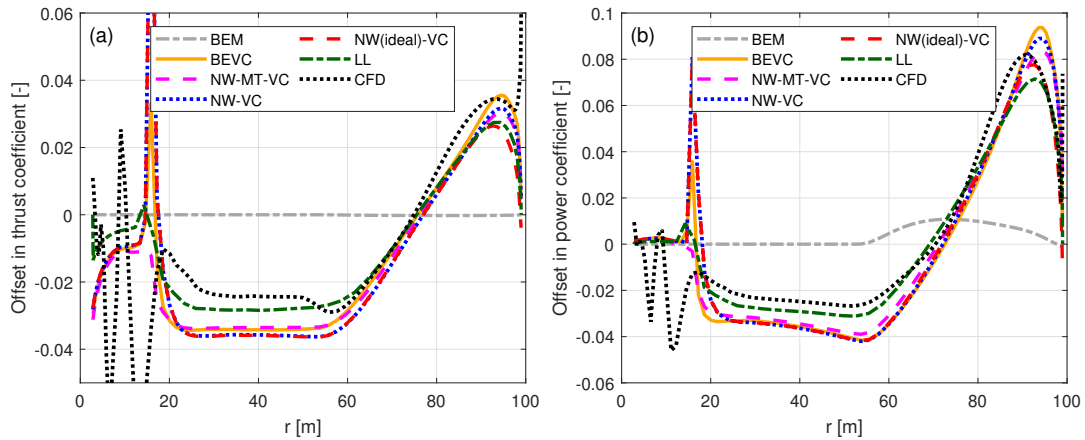 (a)
BEM
BEVC
NW-MT-VC
NW-VC
NW(ideal)-VC
LL
CFD
0.06
0.04
0.02
0
-0.02
-0.04
Offset in thrust coefficient [-]
0 20 40 60 80 100
r [m]
(b)
BEM
BEVC
NW-MT-VC
NW-VC
NW(ideal)-VC
LL
CFD
0.1
0.08
0.06
0.04
0.02
0
-0.02
-0.04
-0.06
Offset in power coefficient [-]
0 20 40 60 80 100
r [m]